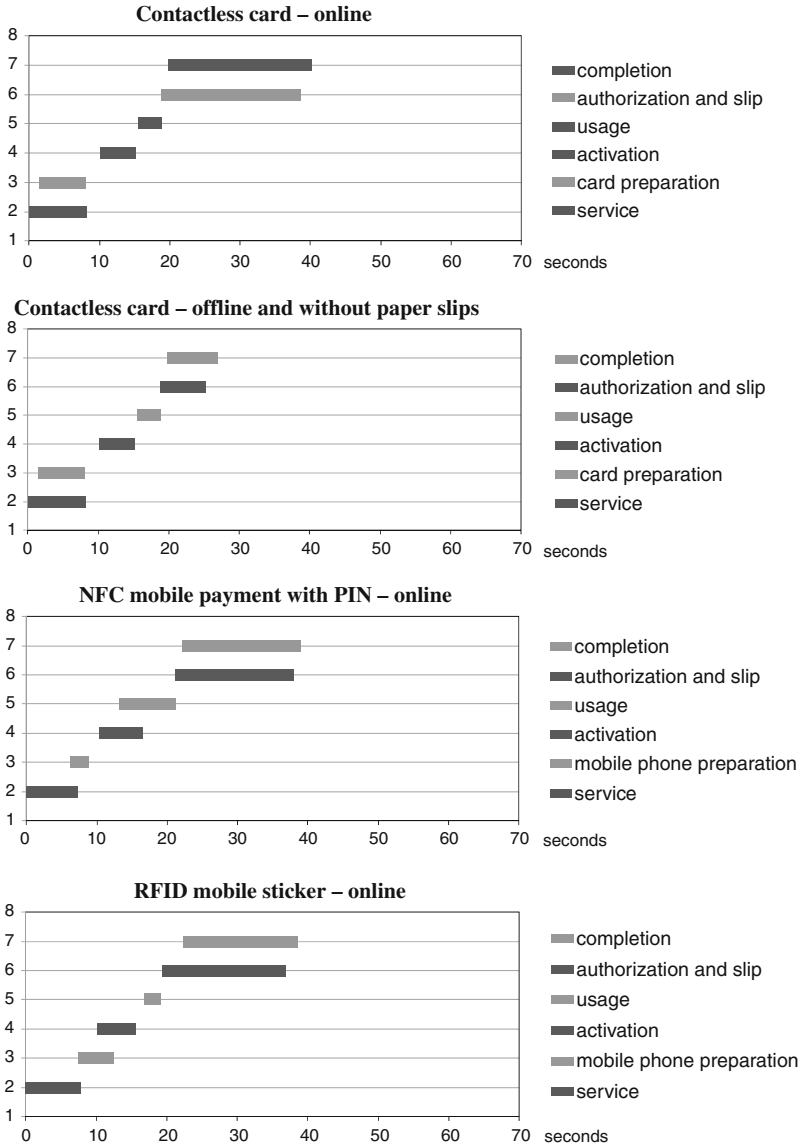 Contactless card – online
8
7
6
5
4
3
2
1
0 10 20 30 40 50 60 70 seconds
completion
authorization and slip
usage
activation
card preparation
service
Contactless card – offline and without paper slips
8
7
6
5
4
3
2
1
0 10 20 30 40 50 60 70 seconds
completion
authorization and slip
usage
activation
card preparation
service
NFC mobile payment with PIN – online
8
7
6
5
4
3
2
1
0 10 20 30 40 50 60 70 seconds
completion
authorization and slip
usage
activation
mobile phone preparation
service
RFID mobile sticker – online
8
7
6
5
4
3
2
1
0 10 20 30 40 50 60 70 seconds
completion
authorization and slip
usage
activation
mobile phone preparation
service